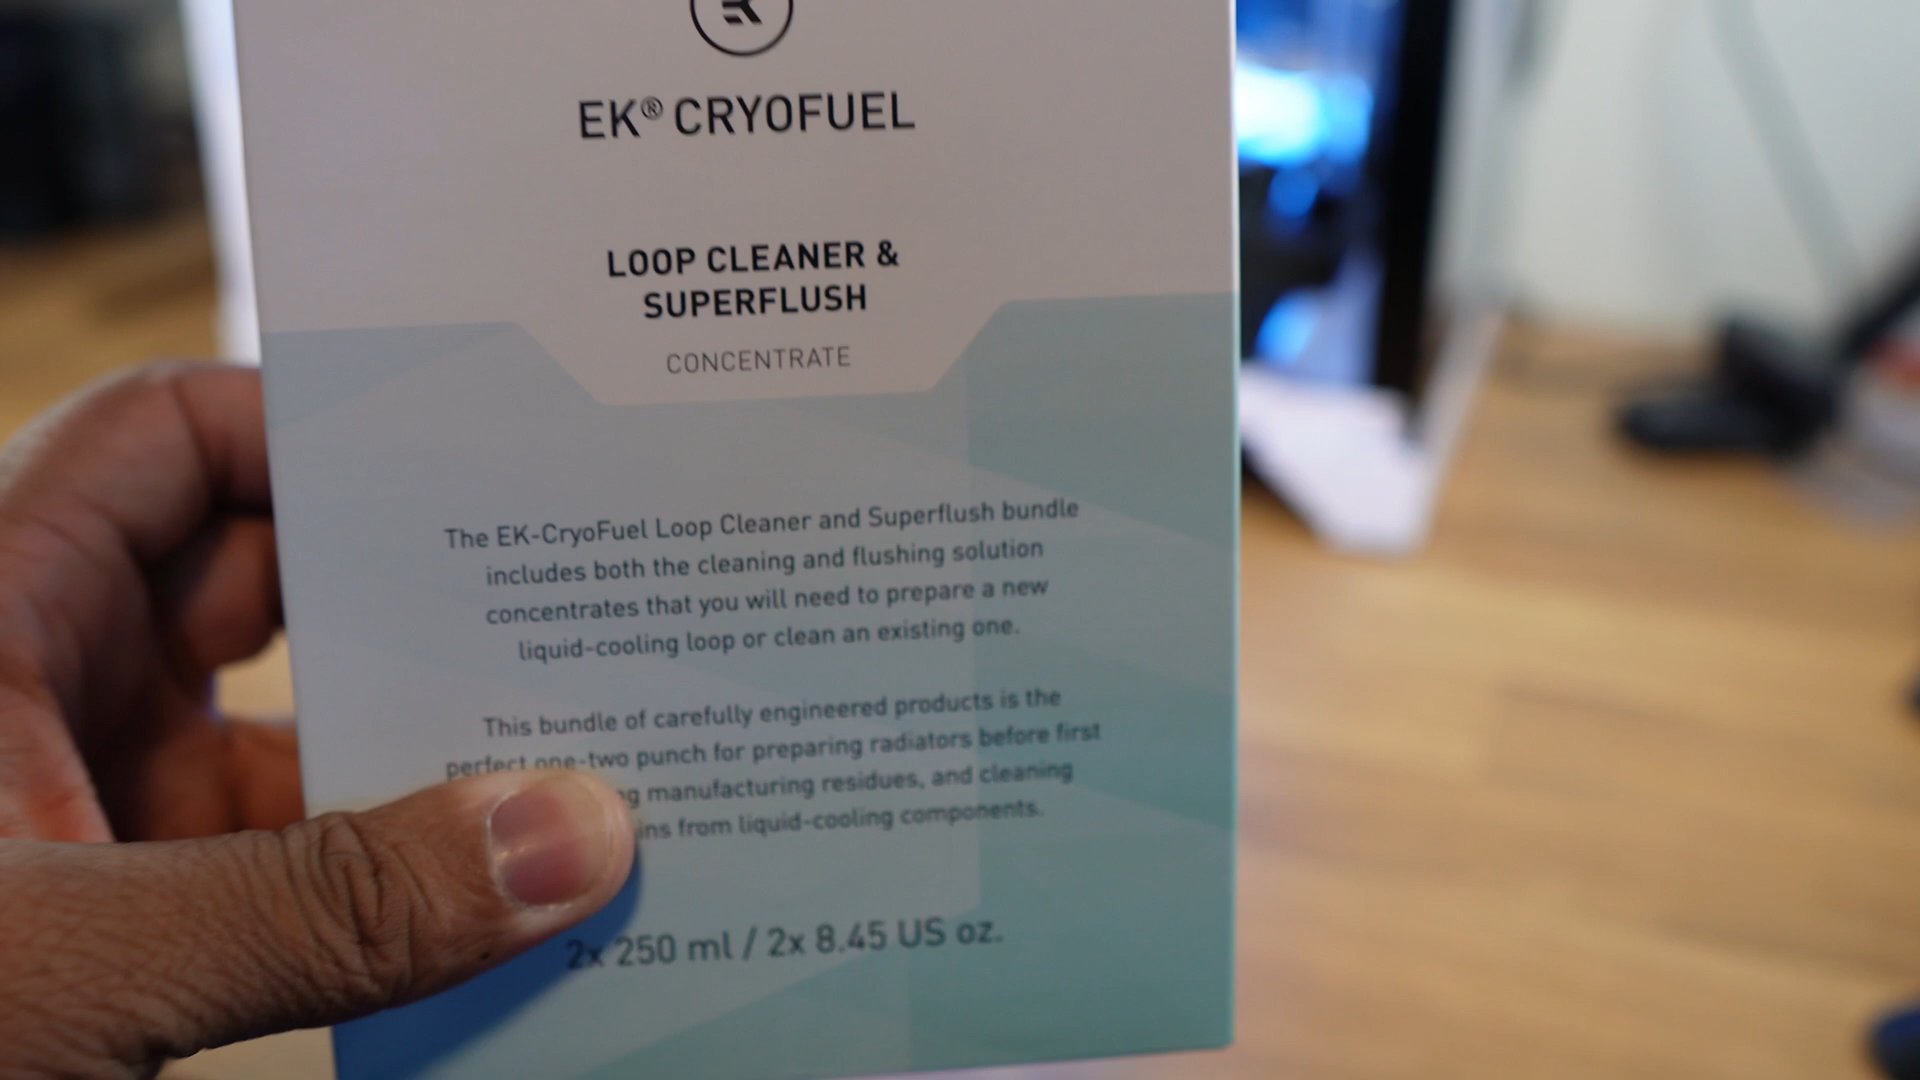 EK® CRYOFUEL
LOOP CLEANER &
SUPERFLUSH
CONCENTRATE
The EK-CryoFuel Loop Cleaner and Superflush bundle
includes both the cleaning and flushing solution
concentrates that you will need to prepare a new
liquid-cooling loop or clean an existing one.
This bundle of carefully engineered products is the
perfect one-two punch for preparing radiators before first
manufacturing residues, and cleaning
from liquid-cooling components.
2x 250 ml / 2x 8.45 US oz.